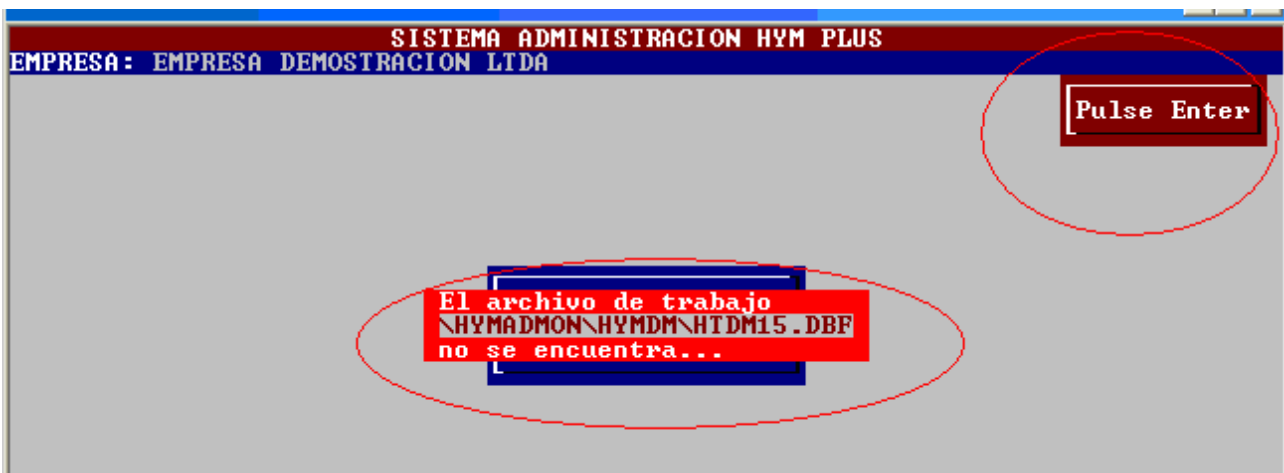 SISTEMA ADMINISTRACION HYM PLUS
EMPRESA: EMPRESA DEMOSTRACION LTDA
Pulse Enter
El archivo de trabajo
\HYMADMON\HYMDM\HTDM15.DBF
no se encuentra...